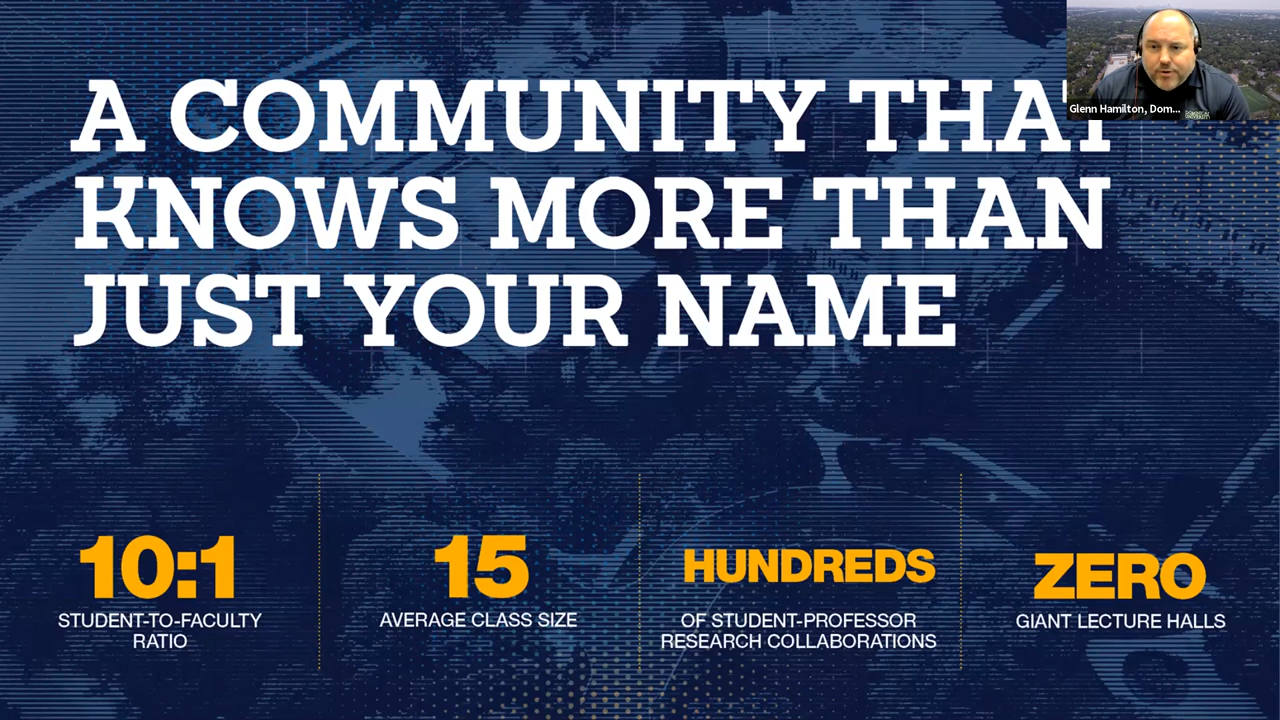 A COMMUNITY THAT
KNOWS MORE THAN
JUST YOUR NAME
Glenn Hamilton, Dom...
10:1
STUDENT-TO-FACULTY
RATIO
15
AVERAGE CLASS SIZE
HUNDREDS
OF STUDENT-PROFESSOR
RESEARCH COLLABORATIONS
ZERO
GIANT LECTURE HALLS